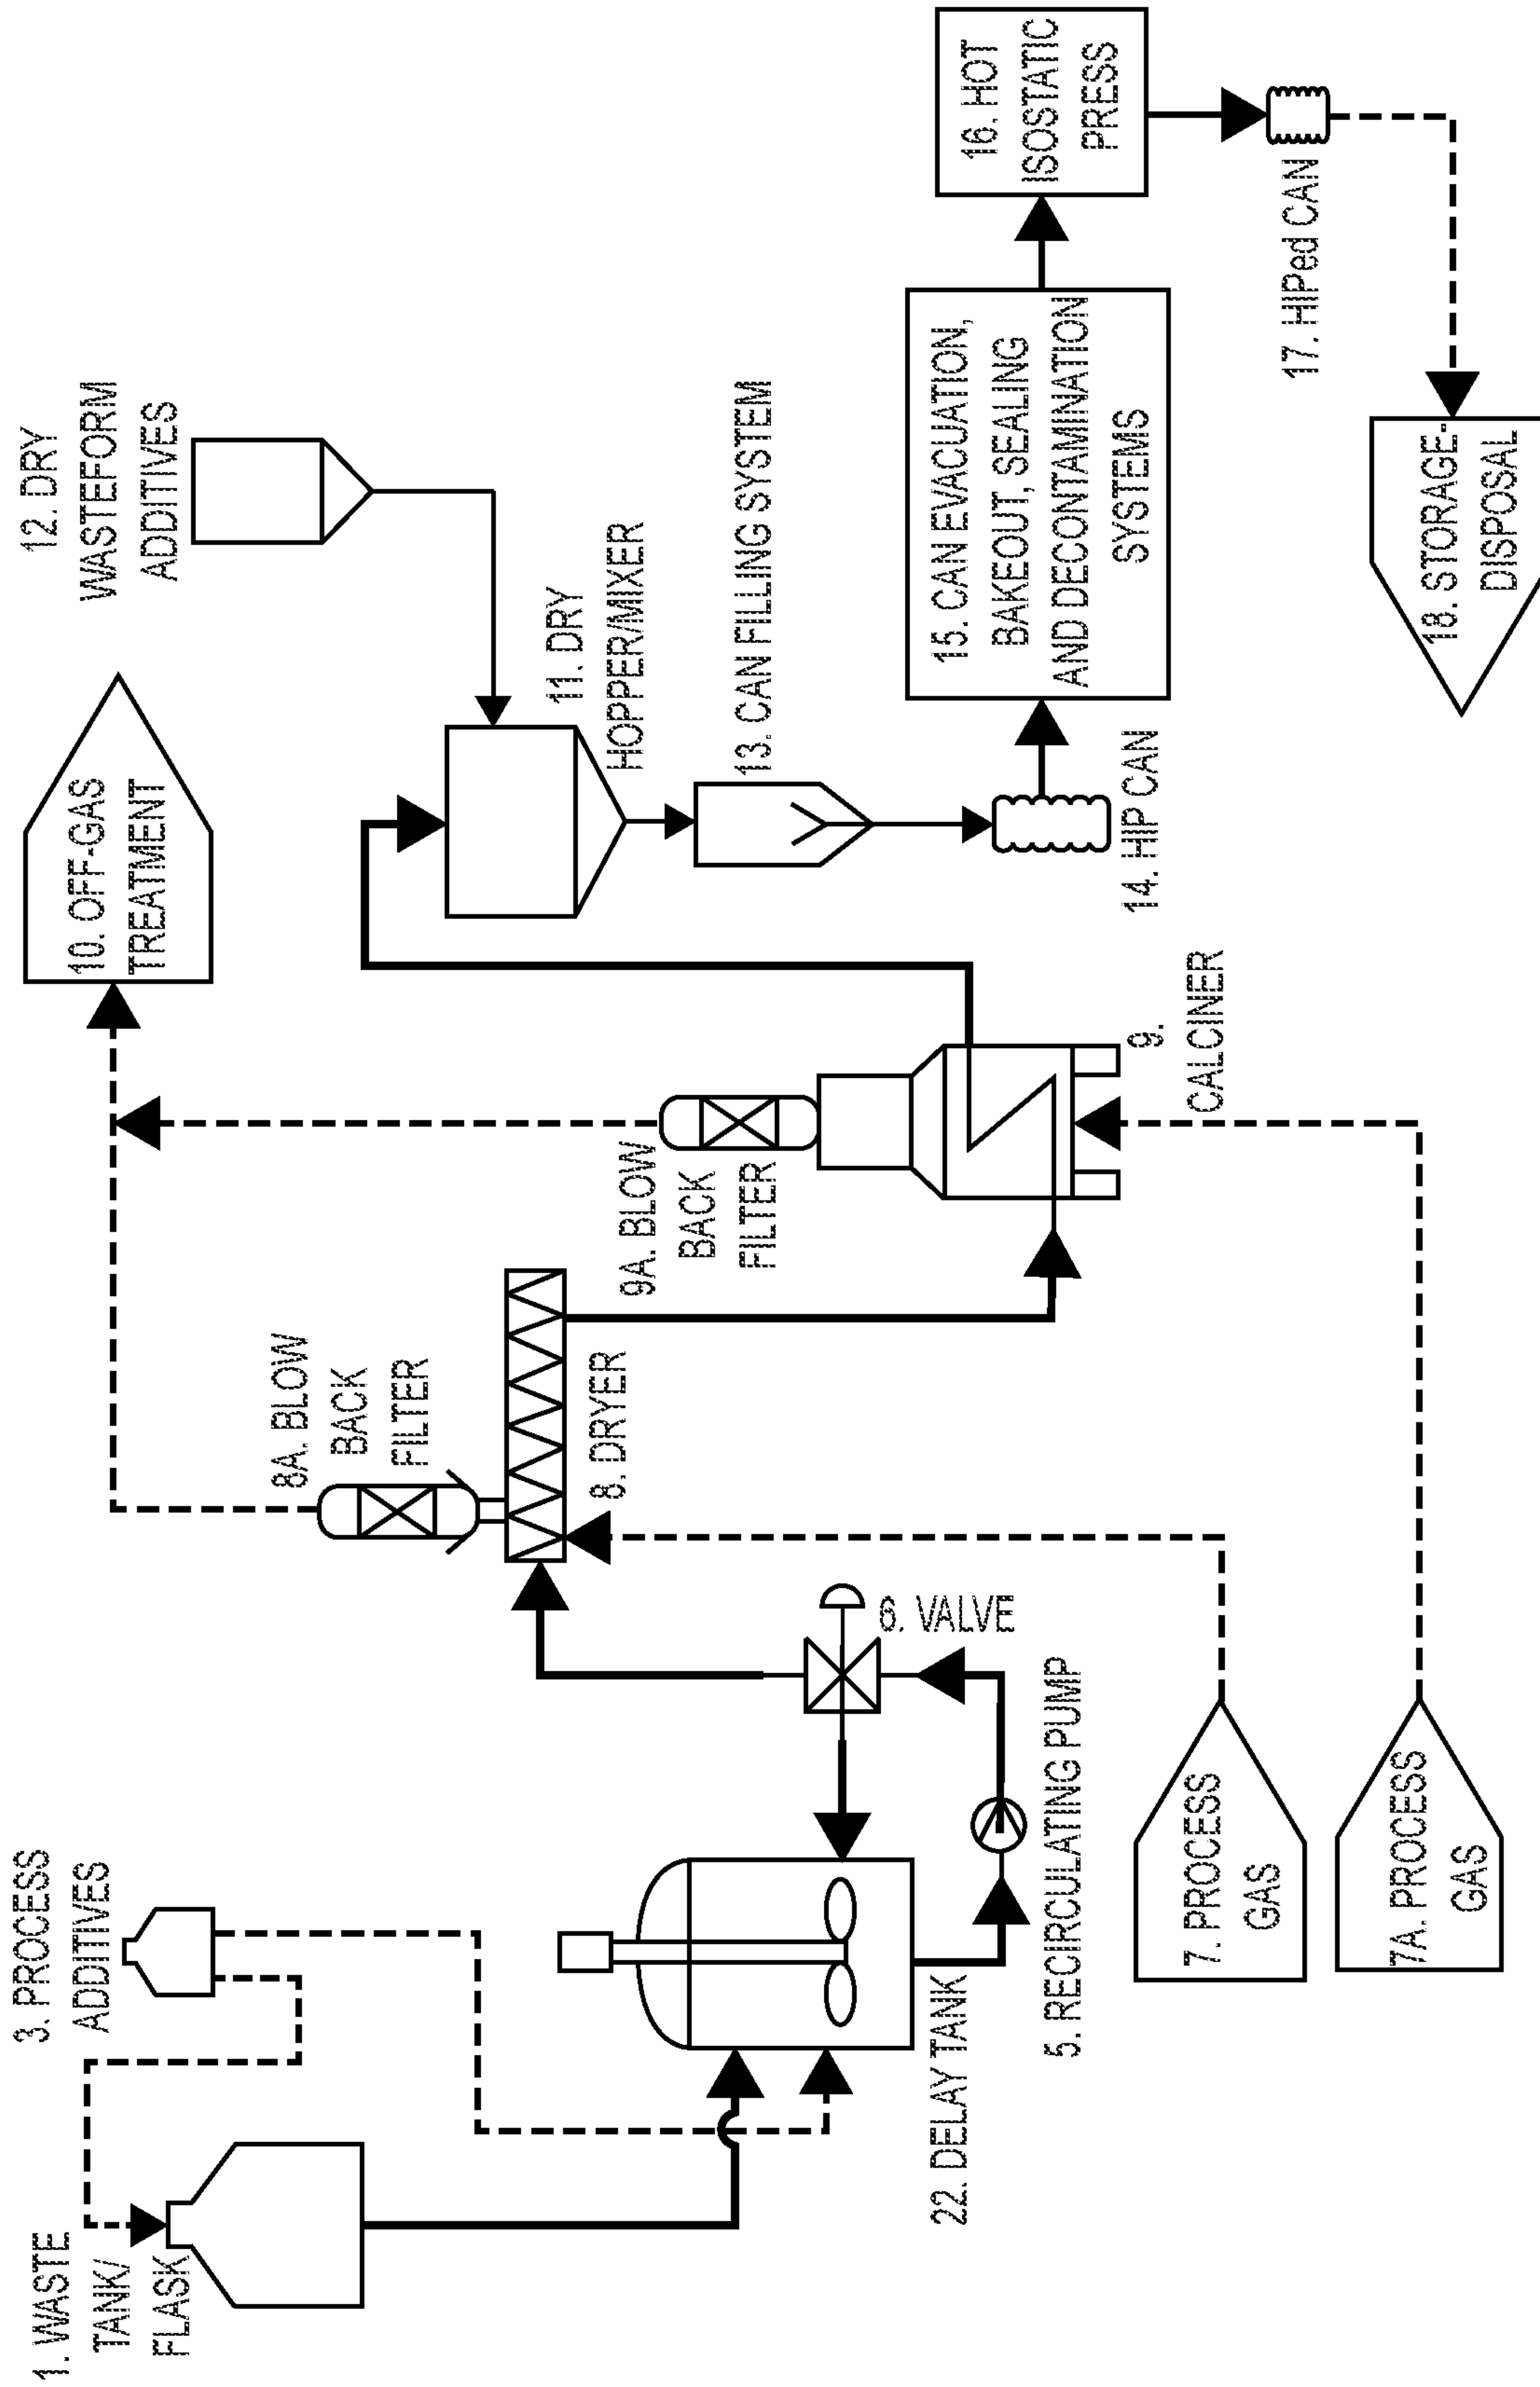 1. WASTE
TANK/
FLASK
3. PROCESS
ADDITIVES
22. DELAY TANK
5. RECIRCULATING PUMP
6. VALVE
7. PROCESS
GAS
7A. PROCESS
GAS
8A. BLOW
BACK
FILTER
8. DRYER
9A. BLOW
BACK
FILTER
9.
CALCINER
10. OFF-GAS
TREATMENT
12. DRY
WASTEFORM
ADDITIVES
11. DRY
HOPPER/MIXER
13. CAN FILLING SYSTEM
14. HIP CAN
15. CAN EVACUATION,
BAKEOUT, SEALING
AND DECONTAMINATION
SYSTEMS
16. HOT
ISOSTATIC
PRESS
17. HIPed CAN
18. STORAGE-
DISPOSAL